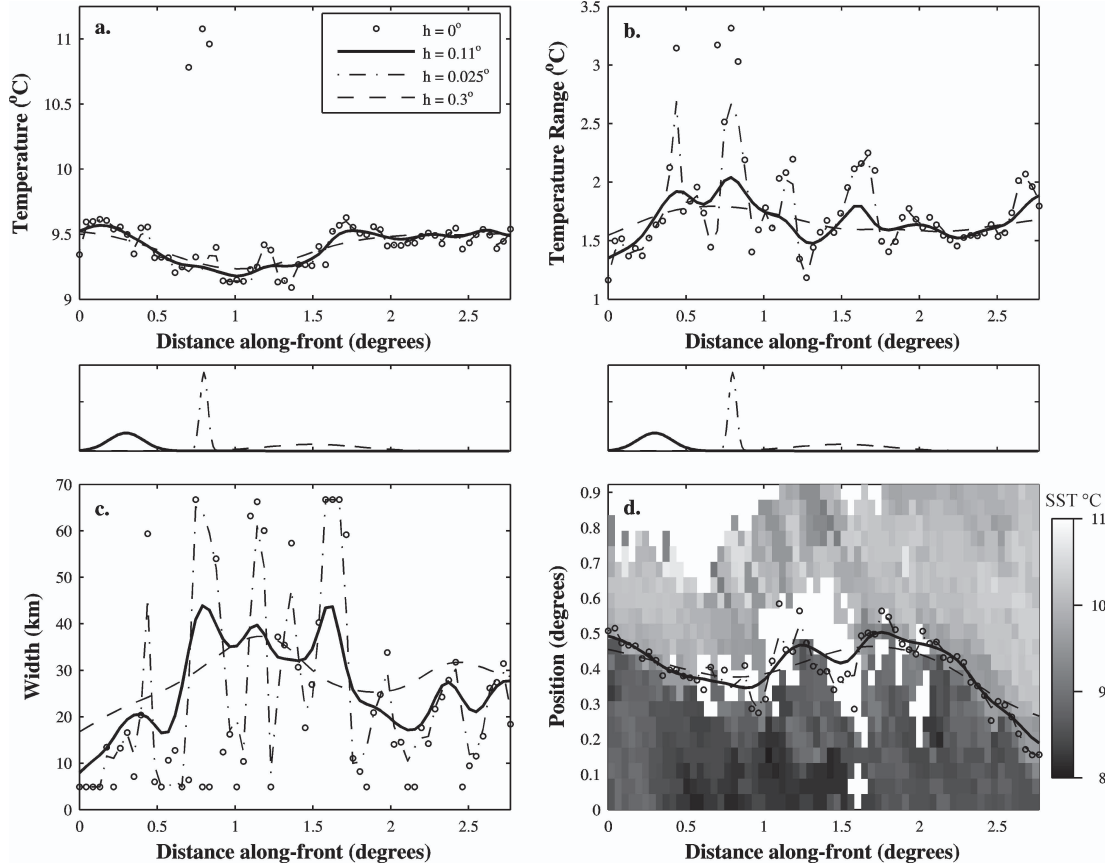 a.
h = 0°
h = 0.11°
h = 0.025°
h = 0.3°
Temperature (°C)
11
10.5
10
9.5
9
0 0.5 1 1.5 2 2.5
Distance along-front (degrees)
b.
Temperature Range (°C)
3.5
3
2.5
2
1.5
1
0 0.5 1 1.5 2 2.5
Distance along-front (degrees)
c.
Width (km)
70
60
50
40
30
20
10
0
0 0.5 1 1.5 2 2.5
Distance along-front (degrees)
d.
Position (degrees)
0.9
0.8
0.7
0.6
0.5
0.4
0.3
0.2
0.1
0
0 0.5 1 1.5 2 2.5
Distance along-front (degrees)
SST °C
11
10
9
8